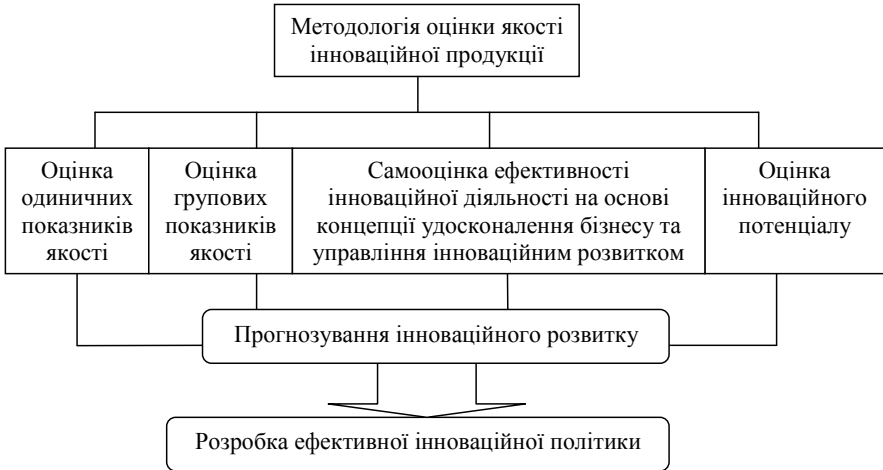 Методологія оцінки якості
інноваційної продукції
Оцінка
одиничних
показників
якості
Оцінка
групових
показників
якості
Самооцінка ефективності
інноваційної діяльності на основі
концепції удосконалення бізнесу та
управління інноваційним розвитком
Оцінка
інноваційного
потенціалу
Прогнозування інноваційного розвитку
Розробка ефективної інноваційної політики